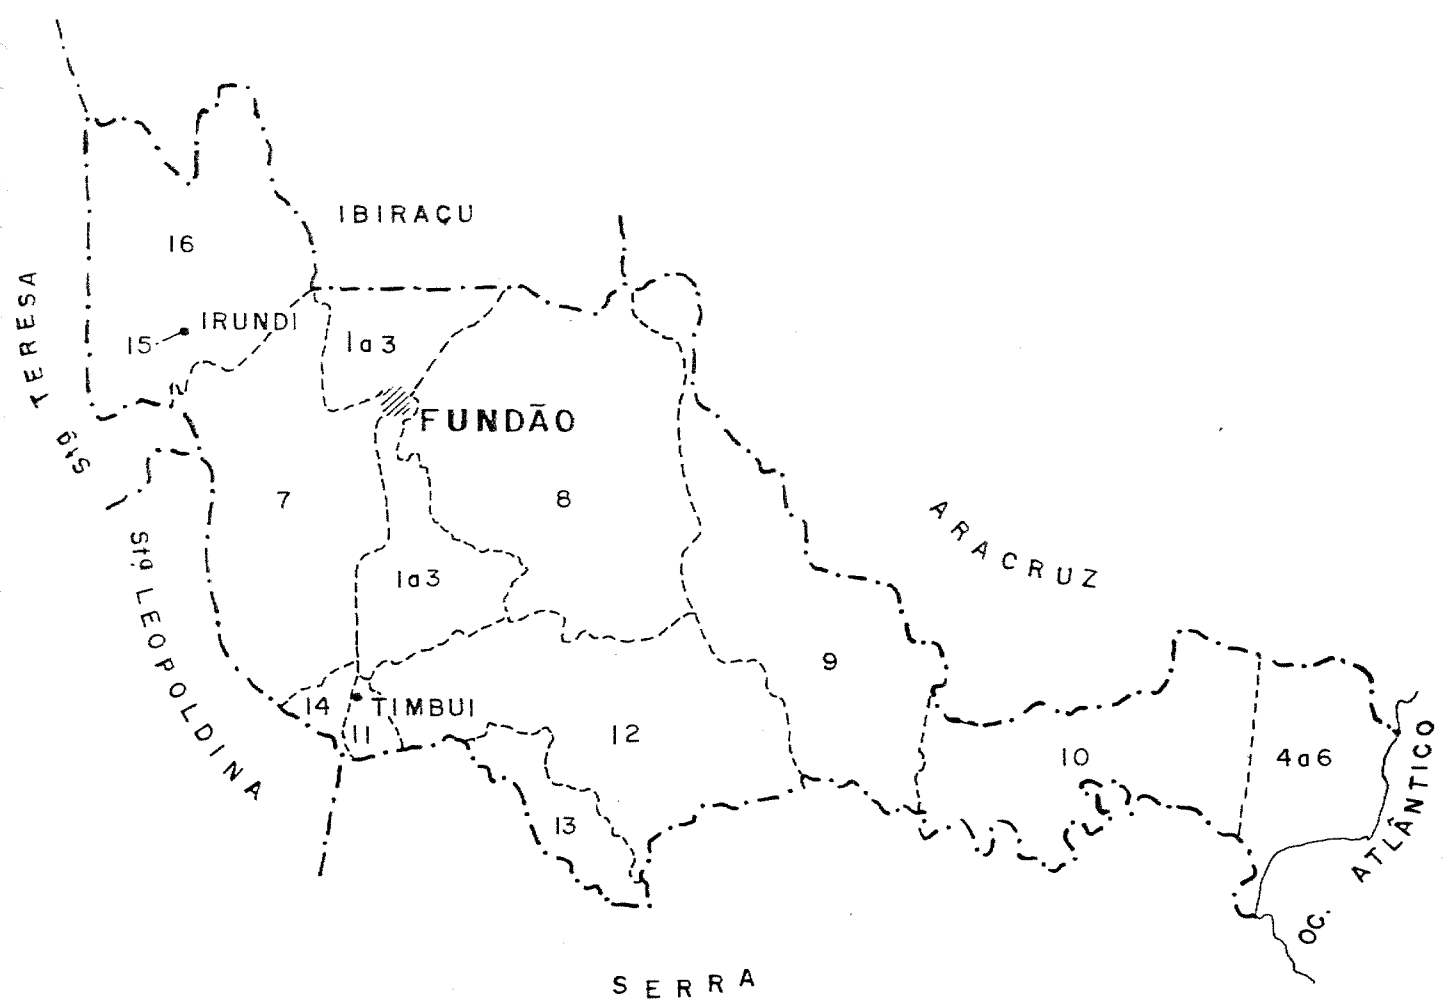 IBIRAÇU
16
Stª TERESA
IRUNDI
15
1a3
FUNDÃO
7
8
ARACRUZ
Stª LEOPOLDINA
1a3
9
14
TIMBUI
11
12
10
4a6
13
OC. ATLÂNTICO
SERRA